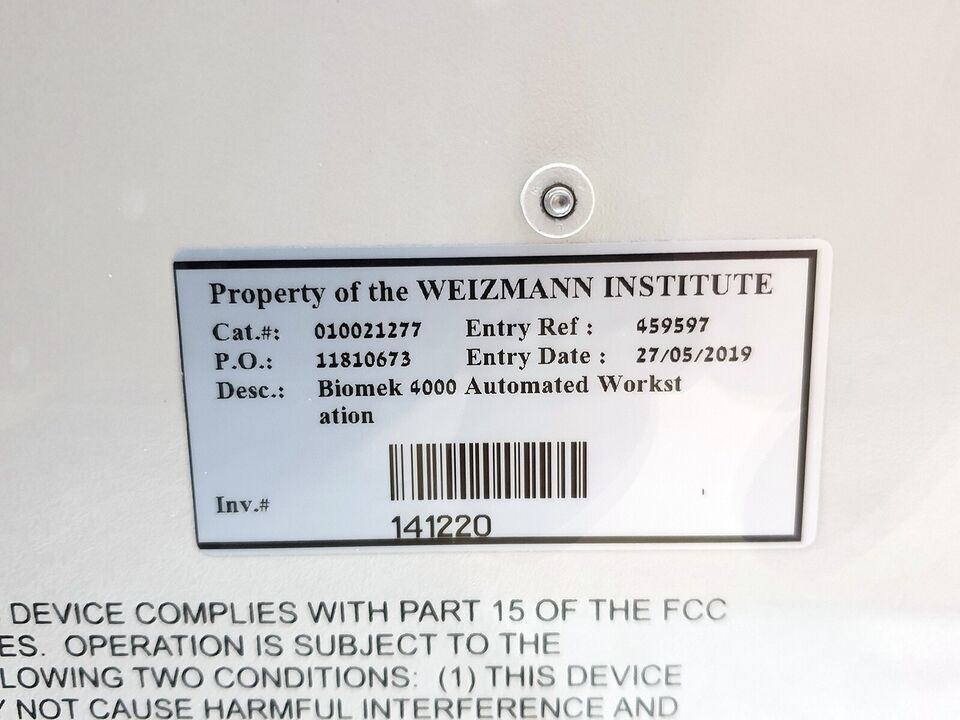 Property of the WEIZMANN INSTITUTE
Cat.#: 010021277 Entry Ref : 459597
P.O.: 11810673 Entry Date : 27/05/2019
Desc.: Biomek 4000 Automated Workst
ation
Inv.#
141220
DEVICE COMPLIES WITH PART 15 OF THE FCC
ES. OPERATION IS SUBJECT TO THE
LOWING TWO CONDITIONS: (1) THIS DEVICE
NOT CAUSE HARMFUL INTERFERENCE AND